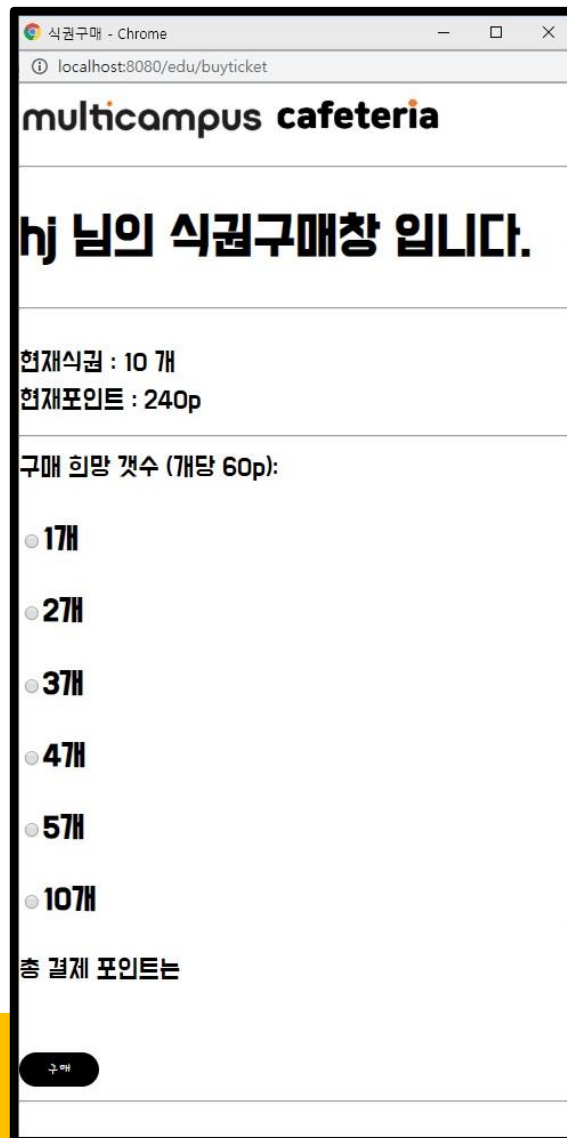 식권구매 - Chrome
localhost:8080/edu/buyticket
multicampus cafeteria
hj 님의 식권구매창 입니다.
현재식권 : 10 개
현재포인트 : 240p
구매 희망 갯수 (개당 60p):
1개
2개
3개
4개
5개
10개
총 결제 포인트는
구매